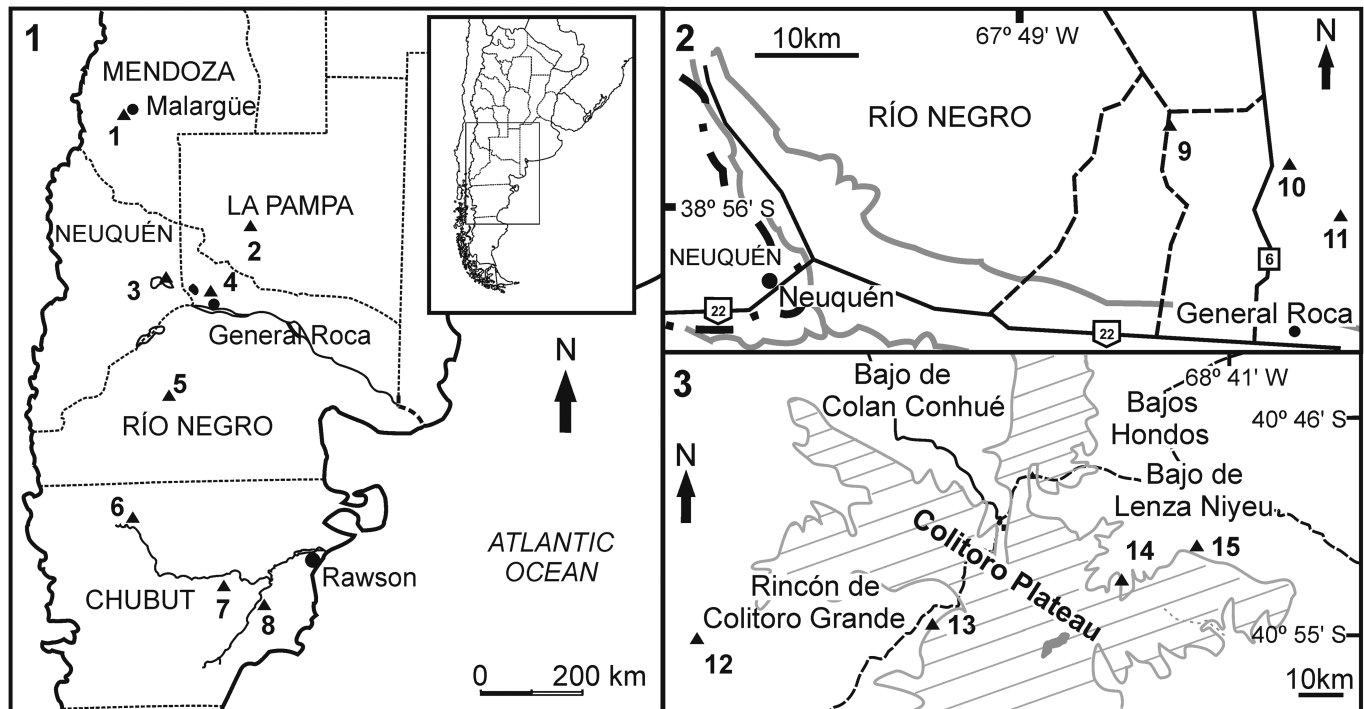 1
MENDOZA
Malargüe
1
LA PAMPA
2
NEUQUÉN
3
4
General Roca
5
RÍO NEGRO
N
6
ATLANTIC
OCEAN
Rawson
CHUBUT
7
8
0 200 km
2
10km
67º 49' W
N
RÍO NEGRO
9
10
38º 56' S
11
NEUQUÉN
6
Neuquén
22
General Roca
22
3
Bajo de
Colan Conhué
68º 41' W
Bajos
Hondos
40º 46' S
N
Bajo de
Lenza Niyeu
Colitoro Plateau
14
15
Rincón de
Colitoro Grande
13
40º 55' S
12
10km